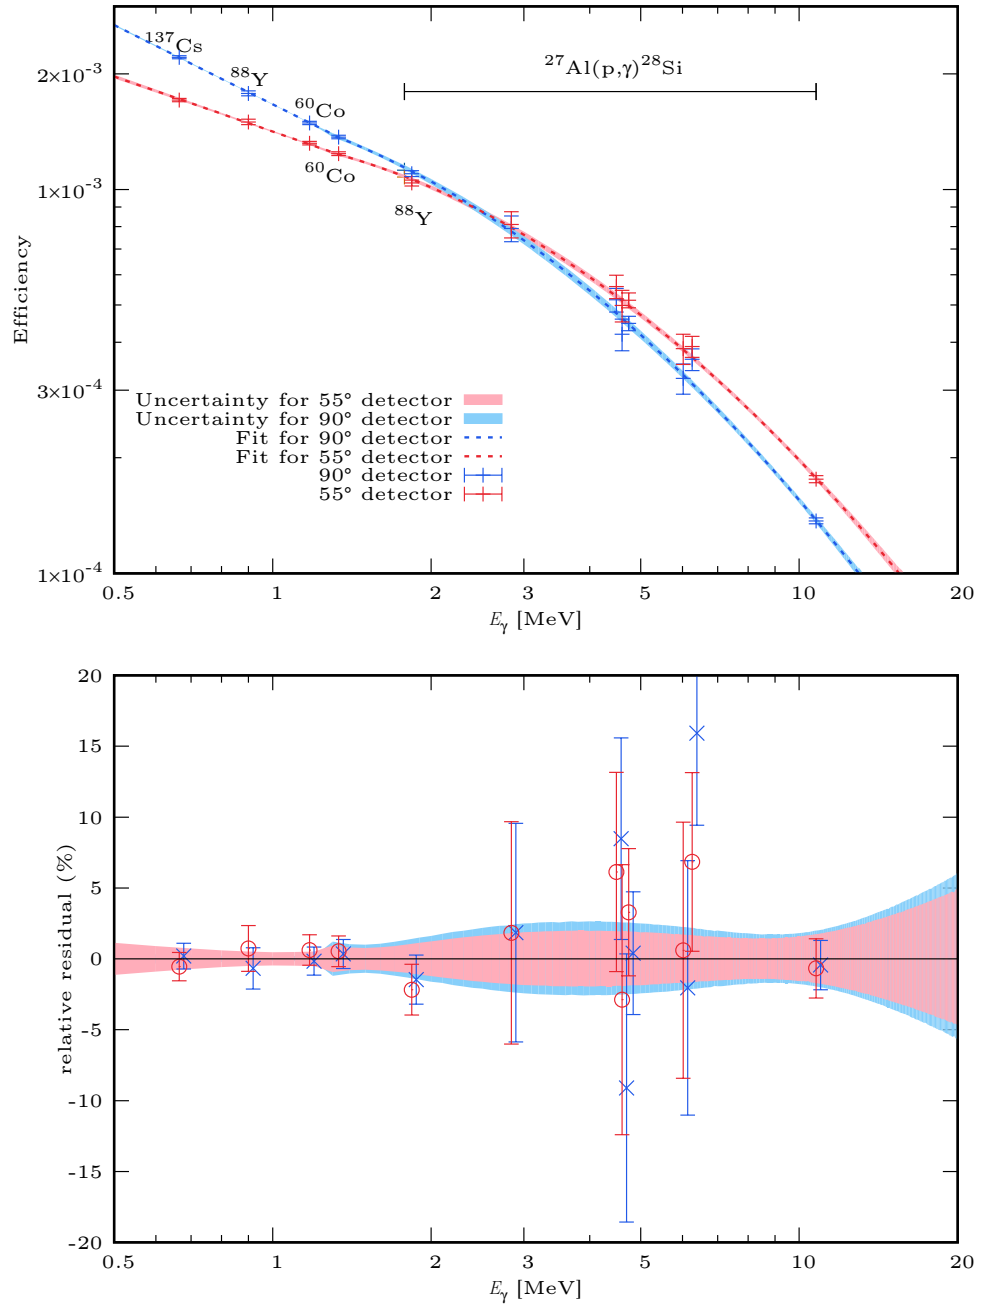 ¹³⁷Cs
⁸⁸Y
⁶⁰Co
²⁷Al(p,γ)²⁸Si
⁶⁰Co
⁸⁸Y
2×10⁻³
1×10⁻³
3×10⁻⁴
1×10⁻⁴
Efficiency
Uncertainty for 55° detector
Uncertainty for 90° detector
Fit for 90° detector
Fit for 55° detector
90° detector
55° detector
0.5 1 2 3 5 10 20
Eγ [MeV]
20
15
10
5
0
-5
-10
-15
-20
relative residual (%)
0.5 1 2 3 5 10 20
Eγ [MeV]